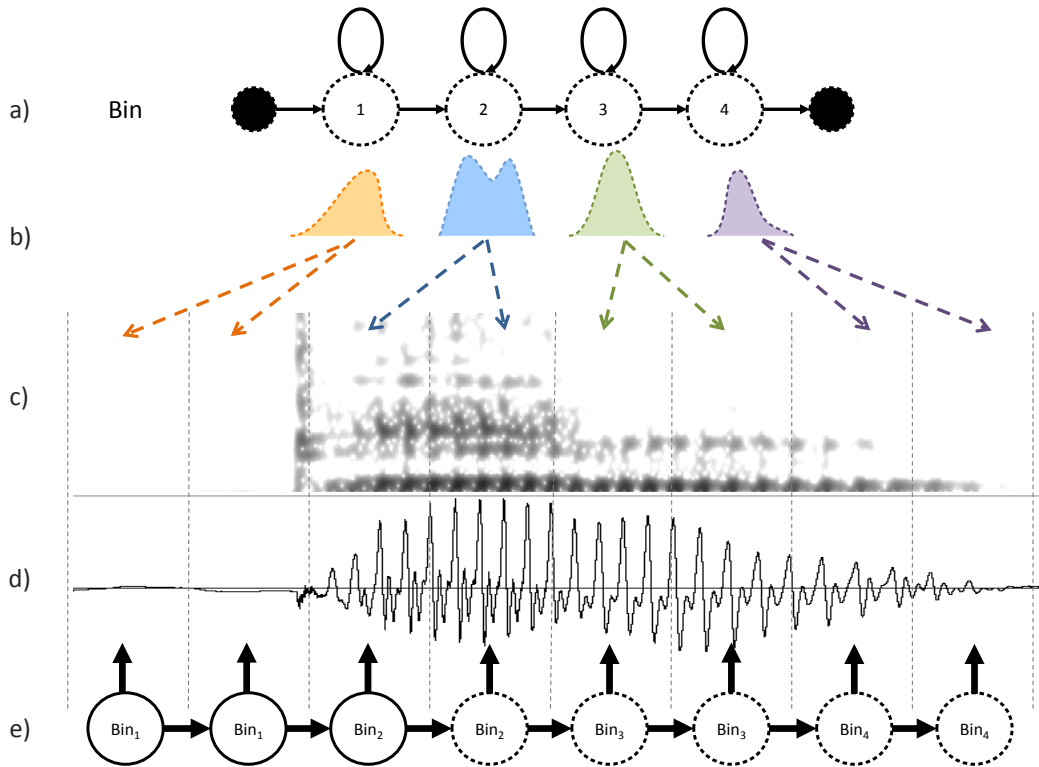 a) Bin 1 2 3 4
b)
c)
d)
e) Bin₁ Bin₁ Bin₂ Bin₂ Bin₃ Bin₃ Bin₄ Bin₄